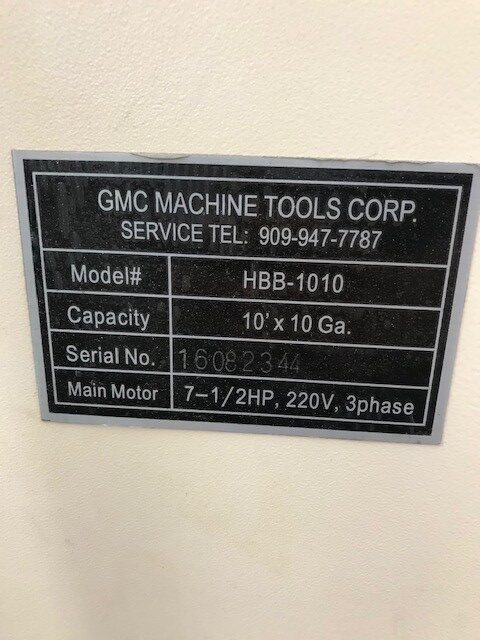 GMC MACHINE TOOLS CORP.
SERVICE TEL: 909-947-7787
Model# HBB-1010
Capacity 10' x 10 Ga.
Serial No. 16082344
Main Motor 7-1/2HP, 220V, 3phase